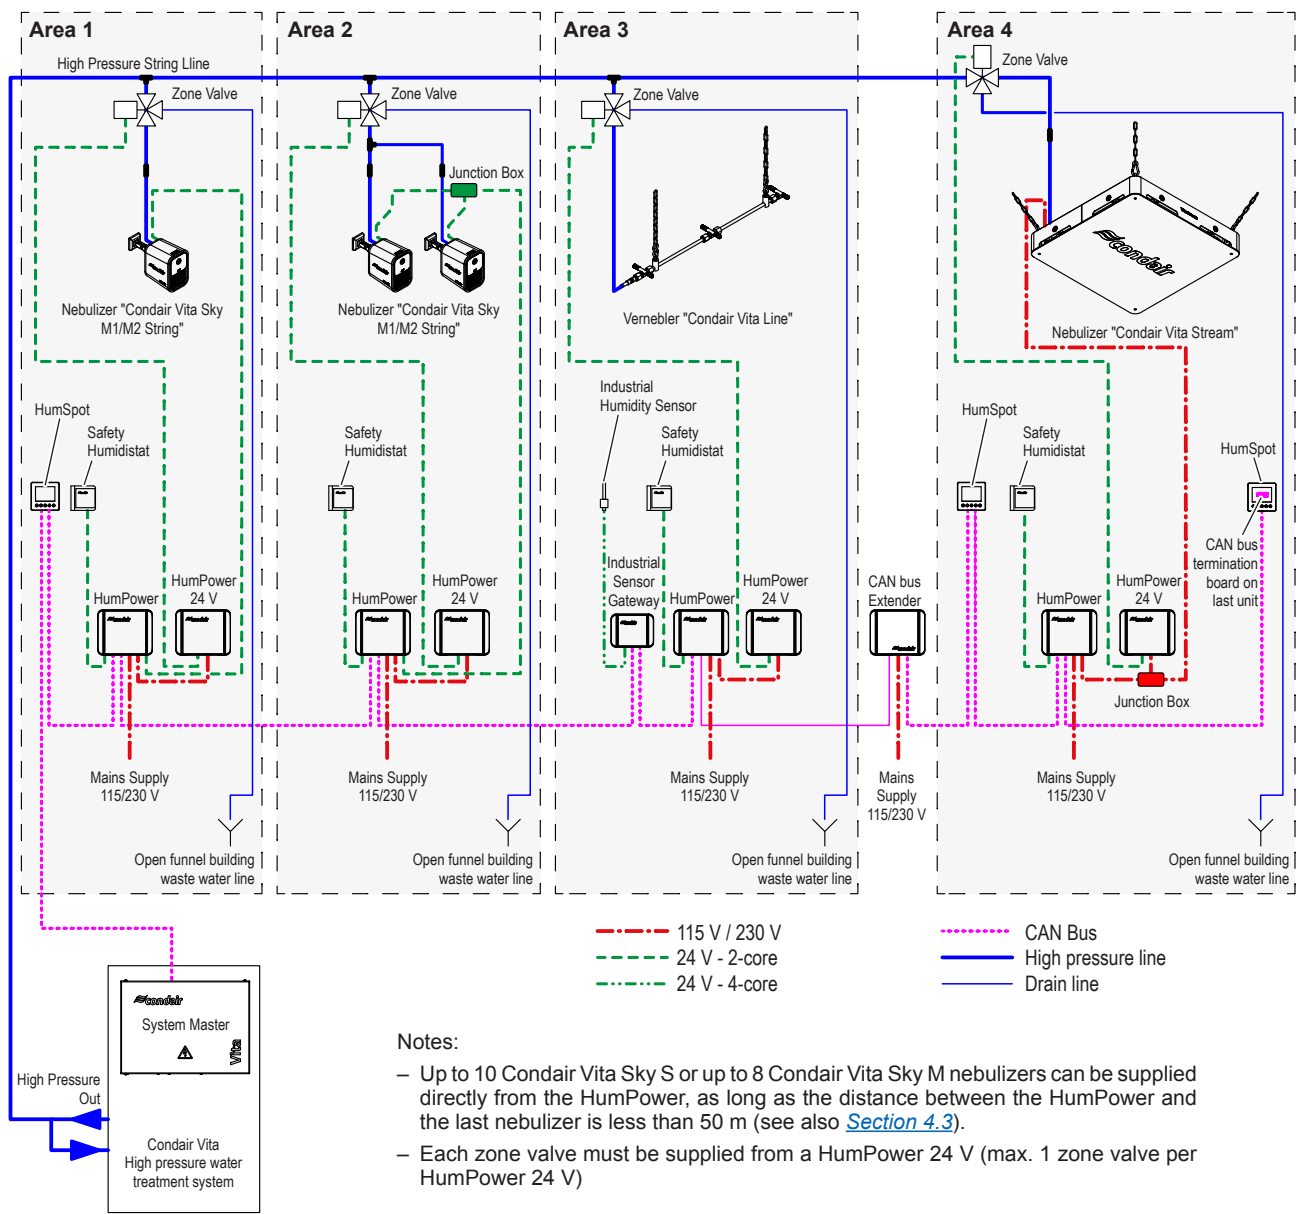 Area 1
Area 2
Area 3
Area 4
High Pressure String Lline
Zone Valve
Zone Valve
Zone Valve
Zone Valve
Junction Box
condair
Nebulizer "Condair Vita Sky
M1/M2 String"
Nebulizer "Condair Vita Sky
M1/M2 String"
Vernebler "Condair Vita Line"
Nebulizer "Condair Vita Stream"
HumSpot
Safety
Humidistat
Safety
Humidistat
Industrial
Humidity Sensor
Safety
Humidistat
HumSpot
Safety
Humidistat
HumSpot
CAN bus
termination
board on
last unit
HumPower
HumPower
24 V
HumPower
HumPower
24 V
Industrial
Sensor
Gateway
HumPower
HumPower
24 V
CAN bus
Extender
HumPower
HumPower
24 V
Junction Box
Mains Supply
115/230 V
Mains Supply
115/230 V
Mains Supply
115/230 V
Mains
Supply
115/230 V
Mains Supply
115/230 V
Open funnel building
waste water line
Open funnel building
waste water line
Open funnel building
waste water line
Open funnel building
waste water line
115 V / 230 V
24 V - 2-core
24 V - 4-core
CAN Bus
High pressure line
Drain line
condair
System Master
Vita
High Pressure
Out
Condair Vita
High pressure water
treatment system
Notes:
– Up to 10 Condair Vita Sky S or up to 8 Condair Vita Sky M nebulizers can be supplied
directly from the HumPower, as long as the distance between the HumPower and
the last nebulizer is less than 50 m (see also Section 4.3).
– Each zone valve must be supplied from a HumPower 24 V (max. 1 zone valve per
HumPower 24 V)